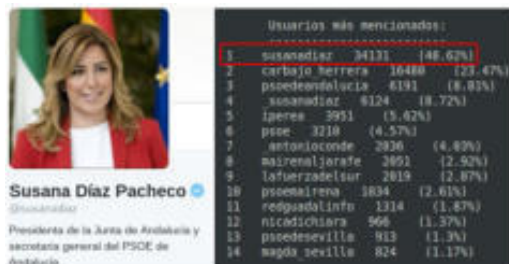 Susana Díaz Pacheco
@susanadiaz
Presidenta de la Junta de Andalucía y
secretaria general del PSOE de
Andalucía
Usuarios más mencionados:
1 susanadiaz 34131 (48.62%)
2 carbajo_herrera 16480 (23.47%)
3 psoedeandalucia 6191 (8.81%)
4 _susanadiaz 6124 (8.72%)
5 iperea 3951 (5.62%)
6 psoe 3210 (4.57%)
7 _antonioconde 2836 (4.03%)
8 mairenaljarafe 2051 (2.92%)
9 lafuerzadelsur 2019 (2.87%)
10 psoemairena 1834 (2.61%)
11 redguadalinfo 1314 (1.87%)
12 nicadichiara 966 (1.37%)
13 psoedesevilla 913 (1.3%)
14 magda_sevilla 824 (1.17%)